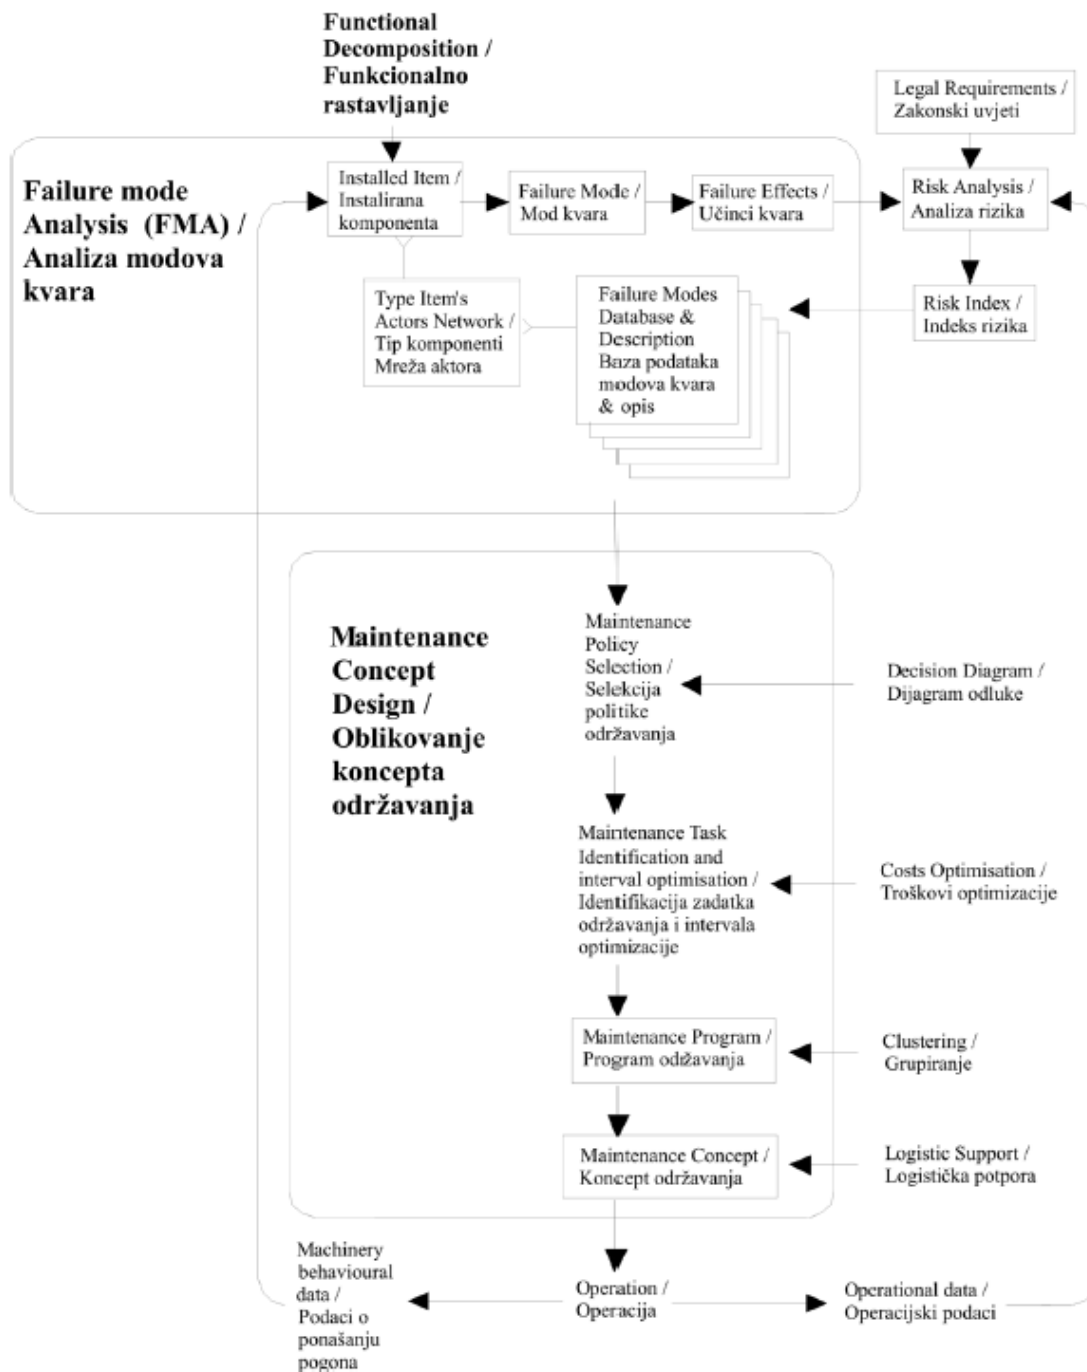 Functional
Decomposition /
Funkcionalno
rastavljanje
Legal Requirements /
Zakonski uvjeti
Failure mode
Analysis (FMA) /
Analiza modova
kvara
Installed Item /
Instalirana
komponenta
Failure Mode /
Mod kvara
Failure Effects /
Učinci kvara
Risk Analysis /
Analiza rizika
Type Item's
Actors Network /
Tip komponenti
Mreža aktora
Failure Modes
Database &
Description
Baza podataka
modova kvara
& opis
Risk Index /
Indeks rizika
Maintenance
Concept
Design /
Oblikovanje
koncepta
održavanja
Maintenance
Policy
Selection /
Selekcija
politike
održavanja
Decision Diagram /
Dijagram odluke
Maintenance Task
Identification and
interval optimisation /
Identifikacija zadatka
održavanja i intervala
optimizacije
Costs Optimisation /
Troškovi optimizacije
Maintenance Program /
Program održavanja
Clustering /
Grupiranje
Maintenance Concept /
Koncept održavanja
Logistic Support /
Logistička potpora
Machinery
behavioural
data /
Podaci o
ponašanju
pogona
Operation /
Operacija
Operational data /
Operacijski podaci